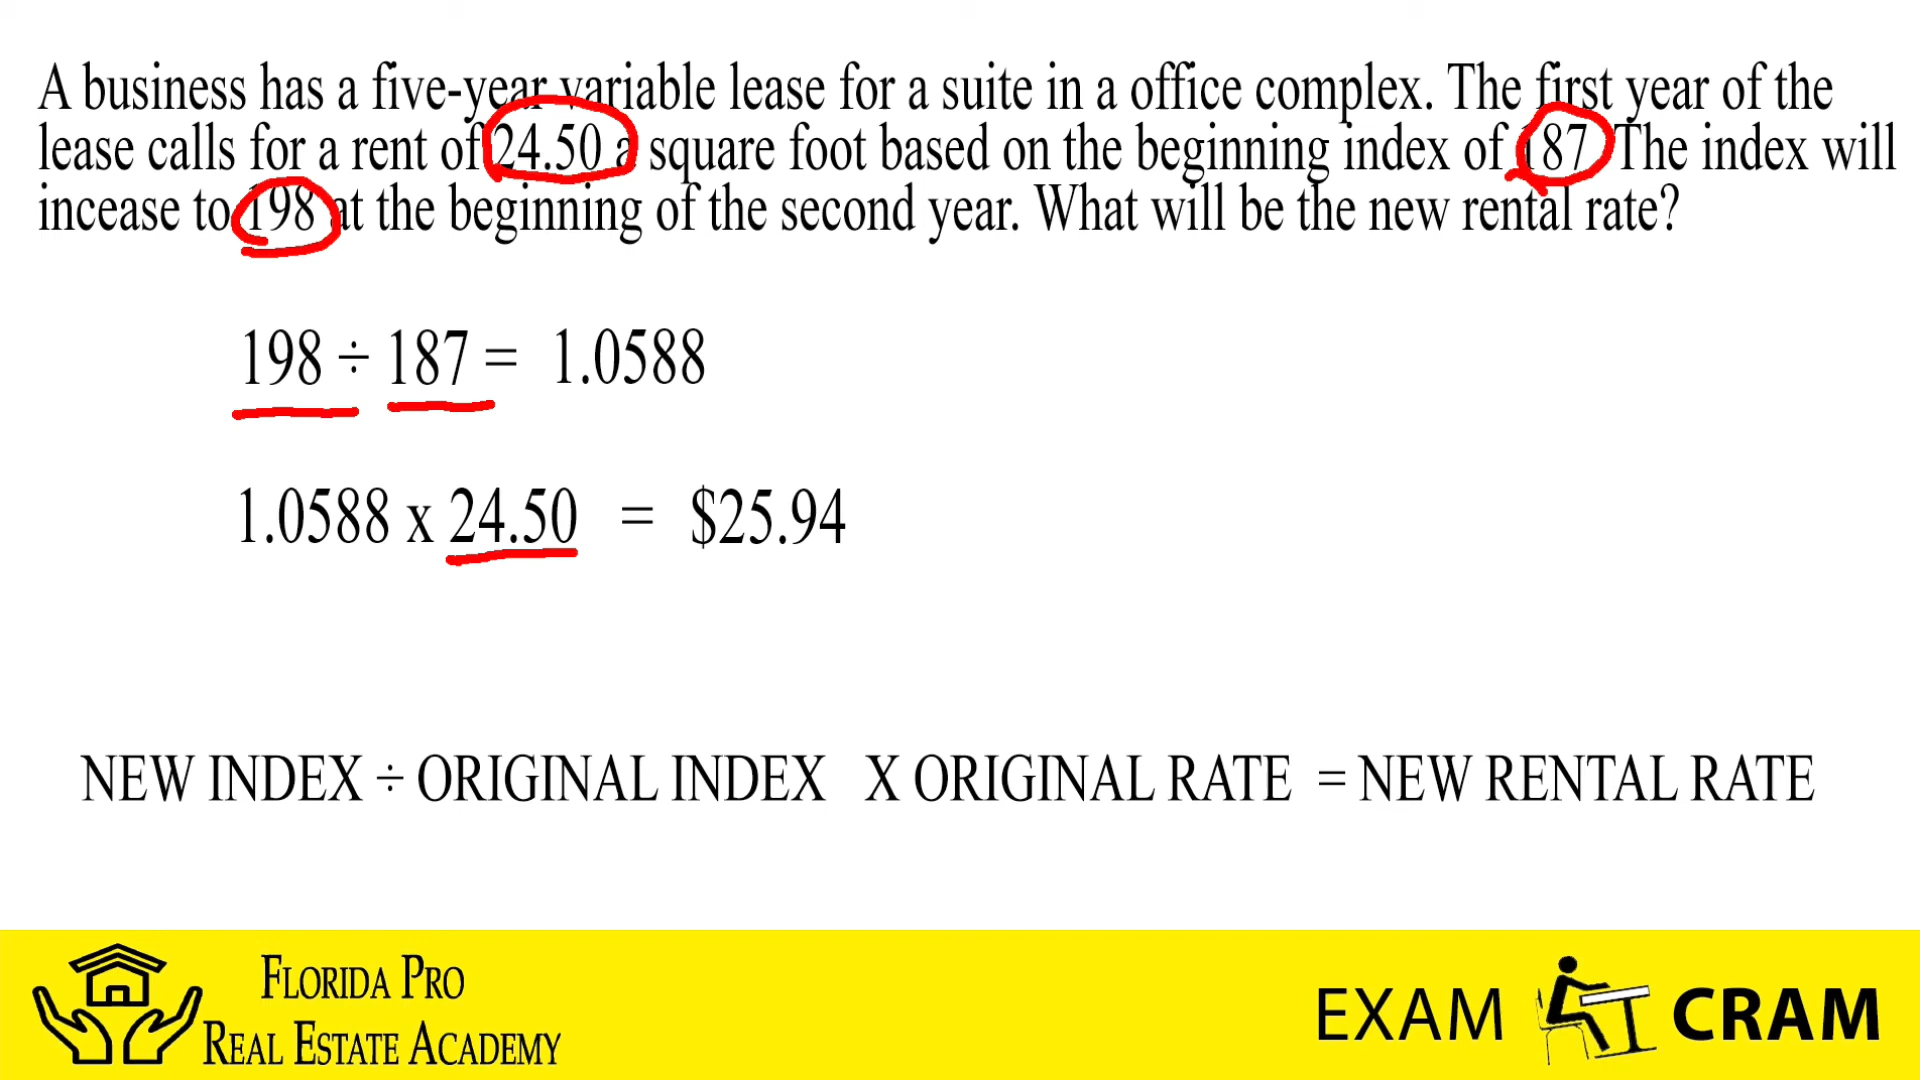 A business has a five-year variable lease for a suite in a office complex. The first year of the
lease calls for a rent of 24.50 a square foot based on the beginning index of 187 The index will
incease to 198 at the beginning of the second year. What will be the new rental rate?
198 ÷ 187 = 1.0588
1.0588 x 24.50 = $25.94
NEW INDEX ÷ ORIGINAL INDEX X ORIGINAL RATE = NEW RENTAL RATE
FLORIDA PRO
REAL ESTATE ACADEMY
EXAM CRAM